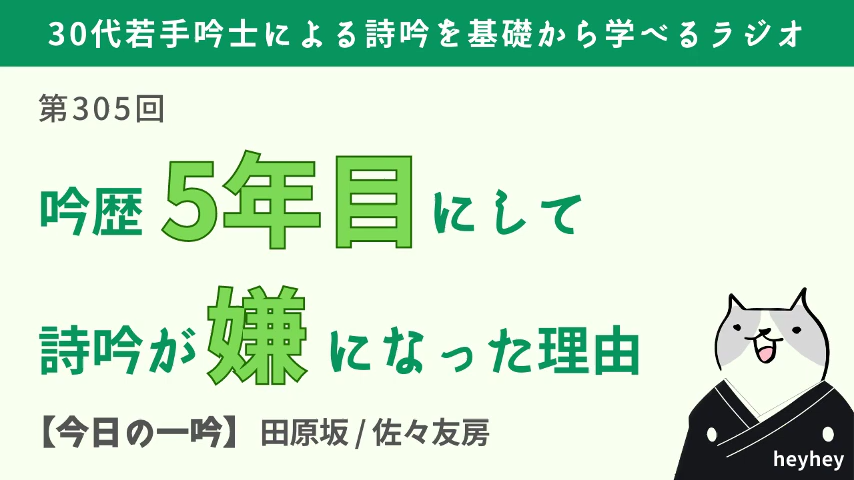 30代若手吟士による詩吟を基礎から学べるラジオ
第305回
吟歴5年目にして
詩吟が嫌になった理由
【今日の一吟】 田原坂 / 佐々友房
heyhey